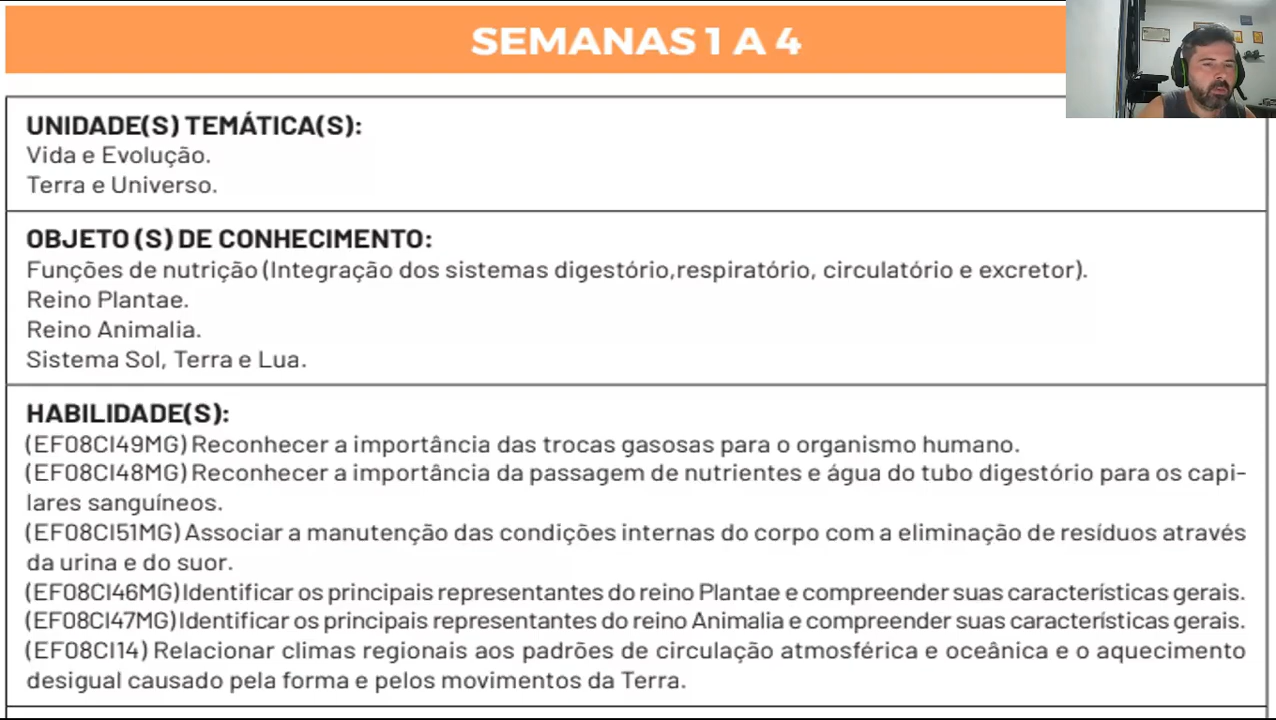 SEMANAS 1 A 4
UNIDADE(S) TEMÁTICA(S):
Vida e Evolução.
Terra e Universo.
OBJETO (S) DE CONHECIMENTO:
Funções de nutrição (Integração dos sistemas digestório,respiratório, circulatório e excretor).
Reino Plantae.
Reino Animalia.
Sistema Sol, Terra e Lua.
HABILIDADE(S):
(EF08CI49MG) Reconhecer a importância das trocas gasosas para o organismo humano.
(EF08CI48MG) Reconhecer a importância da passagem de nutrientes e água do tubo digestório para os capi-
lares sanguíneos.
(EF08CI51MG) Associar a manutenção das condições internas do corpo com a eliminação de resíduos através
da urina e do suor.
(EF08CI46MG) Identificar os principais representantes do reino Plantae e compreender suas características gerais.
(EF08CI47MG) Identificar os principais representantes do reino Animalia e compreender suas características gerais.
(EF08CI14) Relacionar climas regionais aos padrões de circulação atmosférica e oceânica e o aquecimento
desigual causado pela forma e pelos movimentos da Terra.